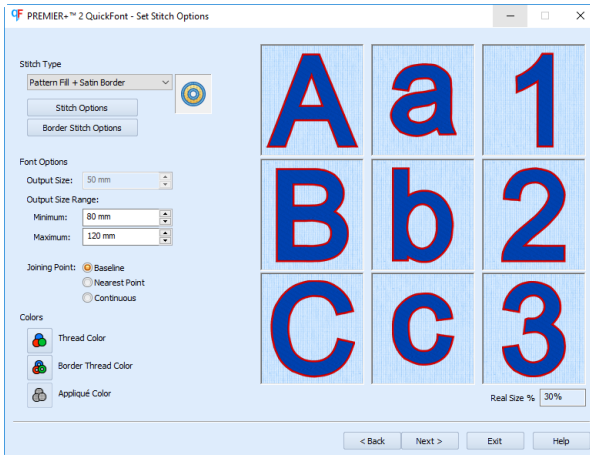 PREMIER+™ 2 QuickFont - Set Stitch Options
Stitch Type
Pattern Fill + Satin Border
Stitch Options
Border Stitch Options
Font Options
Output Size: 50 mm
Output Size Range:
Minimum: 80 mm
Maximum: 120 mm
Joining Point: Baseline
Nearest Point
Continuous
Colors
Thread Color
Border Thread Color
Appliqué Color
A a 1
B b 2
C c 3
Real Size % 30%
< Back Next > Exit Help